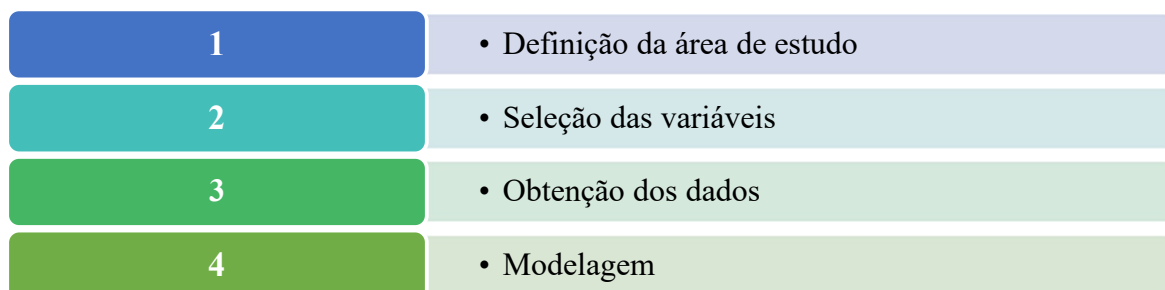 1 • Definição da área de estudo
2 • Seleção das variáveis
3 • Obtenção dos dados
4 • Modelagem